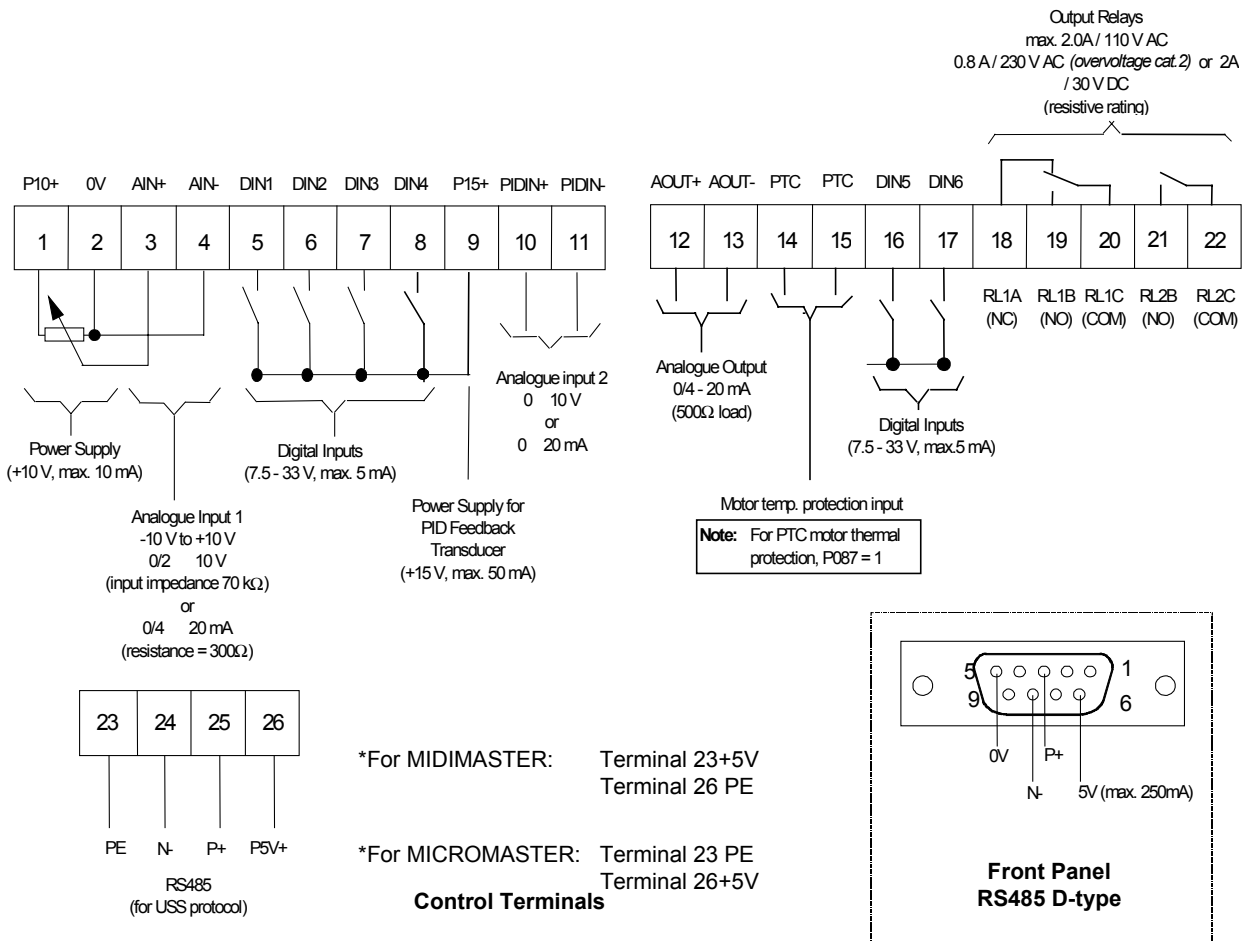 Output Relays
max. 2.0A / 110 V AC
0.8 A / 230 V AC (overvoltage cat.2) or 2A
/ 30 V DC
(resistive rating)
P10+ 0V AIN+ AIN- DIN1 DIN2 DIN3 DIN4 P15+ PIDIN+ PIDIN-
1 2 3 4 5 6 7 8 9 10 11
Power Supply
(+10 V, max. 10 mA)
Analogue Input 1
-10 V to +10 V
0/2 10 V
(input impedance 70 kΩ)
or
0/4 20 mA
(resistance = 300Ω)
Digital Inputs
(7.5 - 33 V, max. 5 mA)
Power Supply for
PID Feedback
Transducer
(+15 V, max. 50 mA)
Analogue input 2
0 10 V
or
0 20 mA
AOUT+ AOUT- PTC PTC DIN5 DIN6
12 13 14 15 16 17 18 19 20 21 22
RL1A RL1B RL1C RL2B RL2C
(NC) (NO) (COM) (NO) (COM)
Analogue Output
0/4 - 20 mA
(500Ω load)
Digital Inputs
(7.5 - 33 V, max.5 mA)
Motor temp. protection input
Note: For PTC motor thermal
protection, P087 = 1
23 24 25 26
PE N- P+ P5V+
RS485
(for USS protocol)
*For MIDIMASTER: Terminal 23+5V
Terminal 26 PE
*For MICROMASTER: Terminal 23 PE
Terminal 26+5V
Control Terminals
5 1
9 6
0V P+
N- 5V (max. 250mA)
Front Panel
RS485 D-type